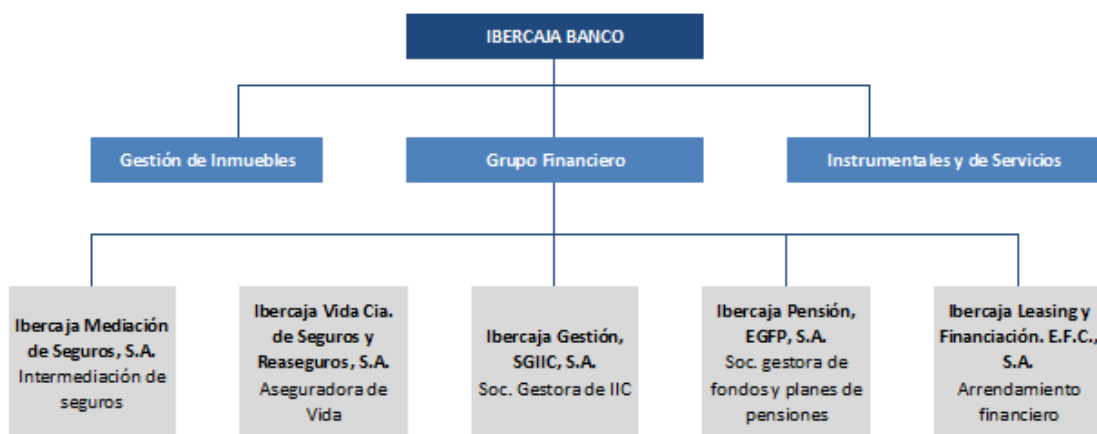 IBERCAJA BANCO
Gestión de Inmuebles
Grupo Financiero
Instrumentales y de Servicios
Ibercaja Mediación
de Seguros, S.A.
Intermediación de
seguros
Ibercaja Vida Cia.
de Seguros y
Reaseguros, S.A.
Aseguradora de
Vida
Ibercaja Gestión,
SGIIC, S.A.
Soc. Gestora de IIC
Ibercaja Pensión,
EGFP, S.A.
Soc. gestora de
fondos y planes de
pensiones
Ibercaja Leasing y
Financiación. E.F.C.,
S.A.
Arrendamiento
financiero